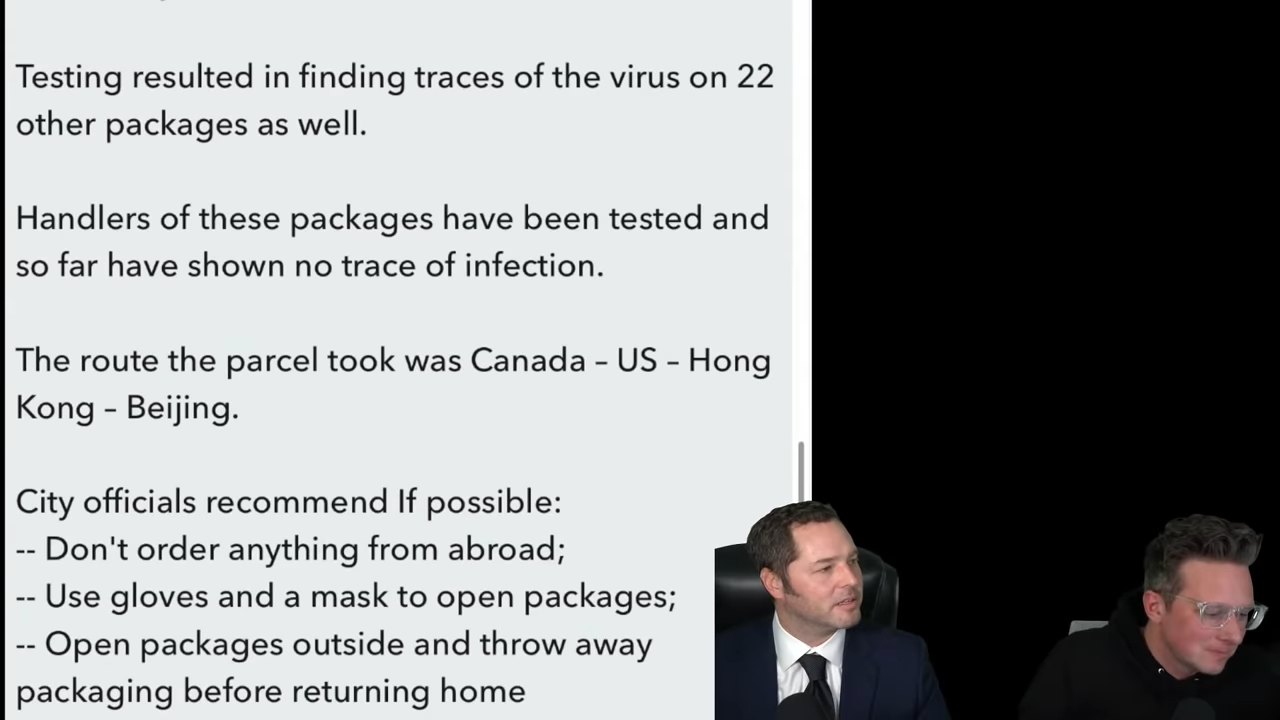 Testing resulted in finding traces of the virus on 22
other packages as well.
Handlers of these packages have been tested and
so far have shown no trace of infection.
The route the parcel took was Canada – US – Hong
Kong – Beijing.
City officials recommend If possible:
-- Don't order anything from abroad;
-- Use gloves and a mask to open packages;
-- Open packages outside and throw away
packaging before returning home